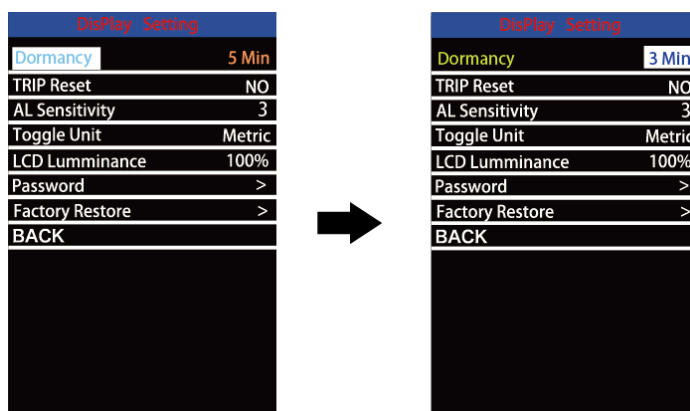 DisPlay Setting
Dormancy 5 Min
TRIP Reset NO
AL Sensitivity 3
Toggle Unit Metric
LCD Lumminance 100%
Password >
Factory Restore >
BACK
DisPlay Setting
Dormancy 3 Min
TRIP Reset NO
AL Sensitivity 3
Toggle Unit Metric
LCD Lumminance 100%
Password >
Factory Restore >
BACK